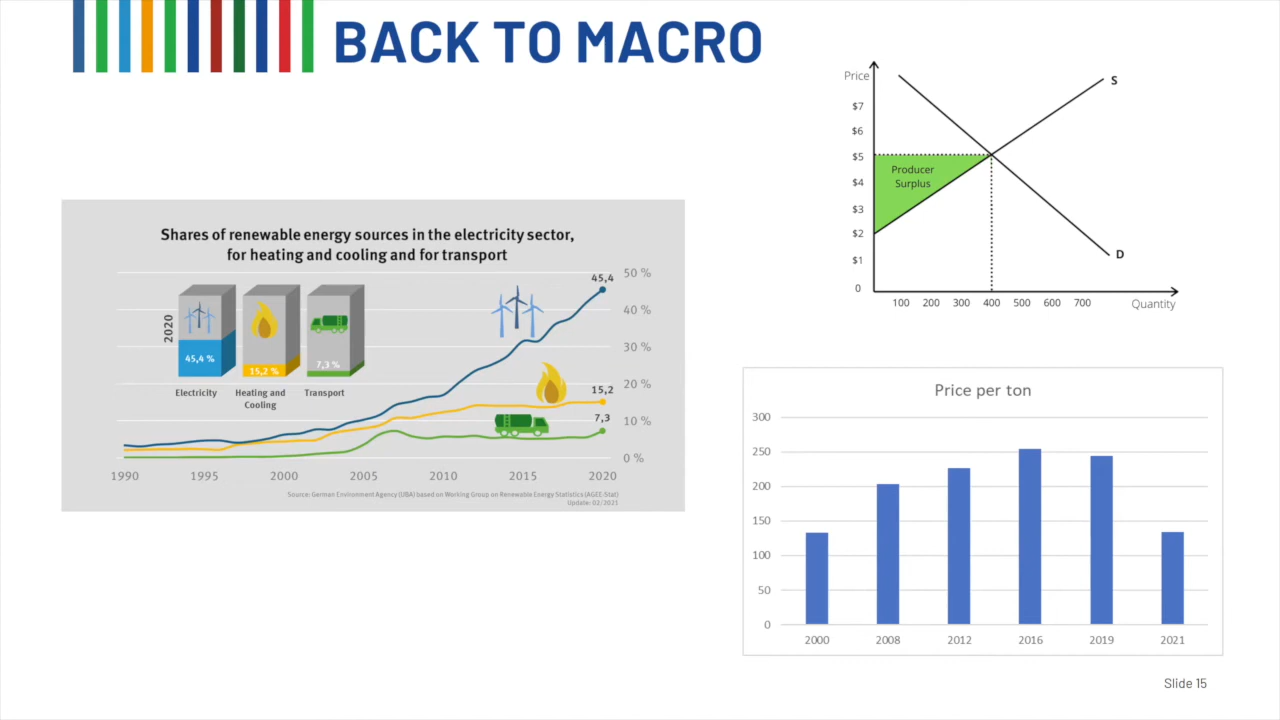 BACK TO MACRO
Shares of renewable energy sources in the electricity sector,
for heating and cooling and for transport
45,4
50 %
40 %
30 %
20 %
10 %
0 %
2020
45,4 %
15,2 %
7,3 %
Electricity
Heating and
Cooling
Transport
15,2
7,3
1990 1995 2000 2005 2010 2015 2020
Source: German Environment Agency (UBA) based on Working Group on Renewable Energy Statistics (AGEE-Stat)
Update: 02/2021
Price
$7
$6
$5
$4
$3
$2
$1
0
Producer
Surplus
S
D
100 200 300 400 500 600 700
Quantity
Price per ton
300
250
200
150
100
50
0
2000 2008 2012 2016 2019 2021
Slide 15